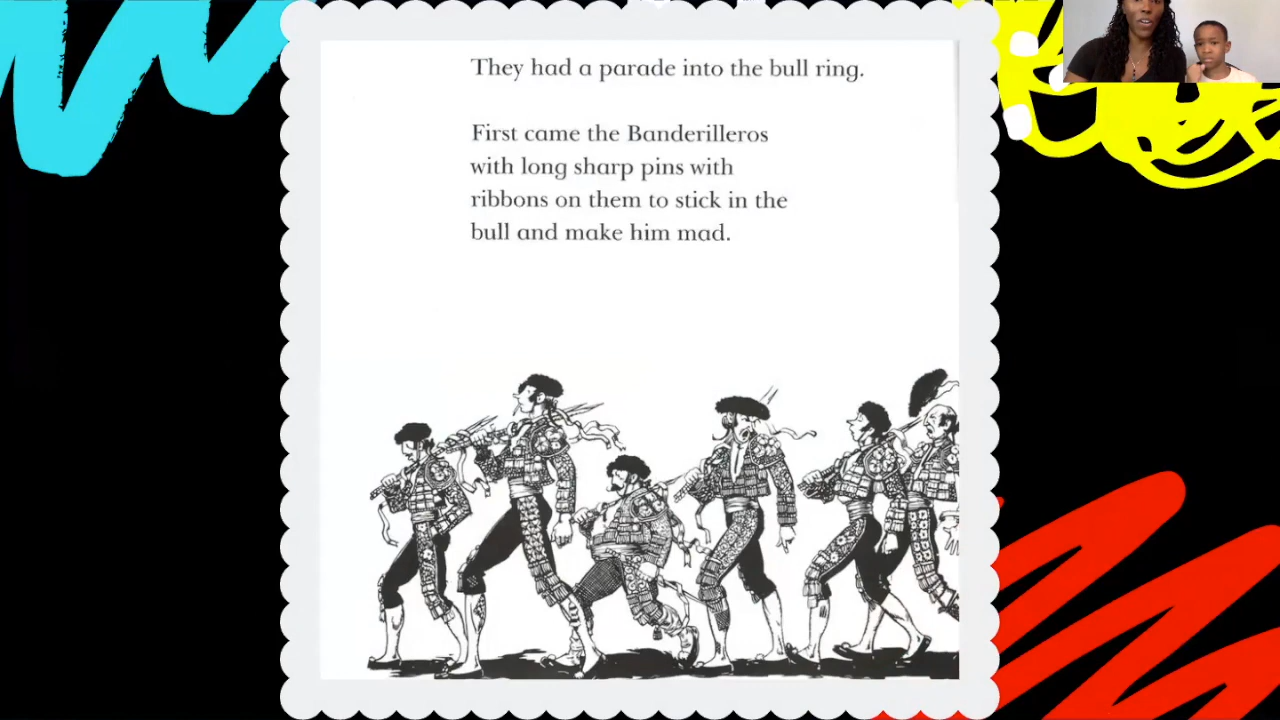 They had a parade into the bull ring.
First came the Banderilleros
with long sharp pins with
ribbons on them to stick in the
bull and make him mad.